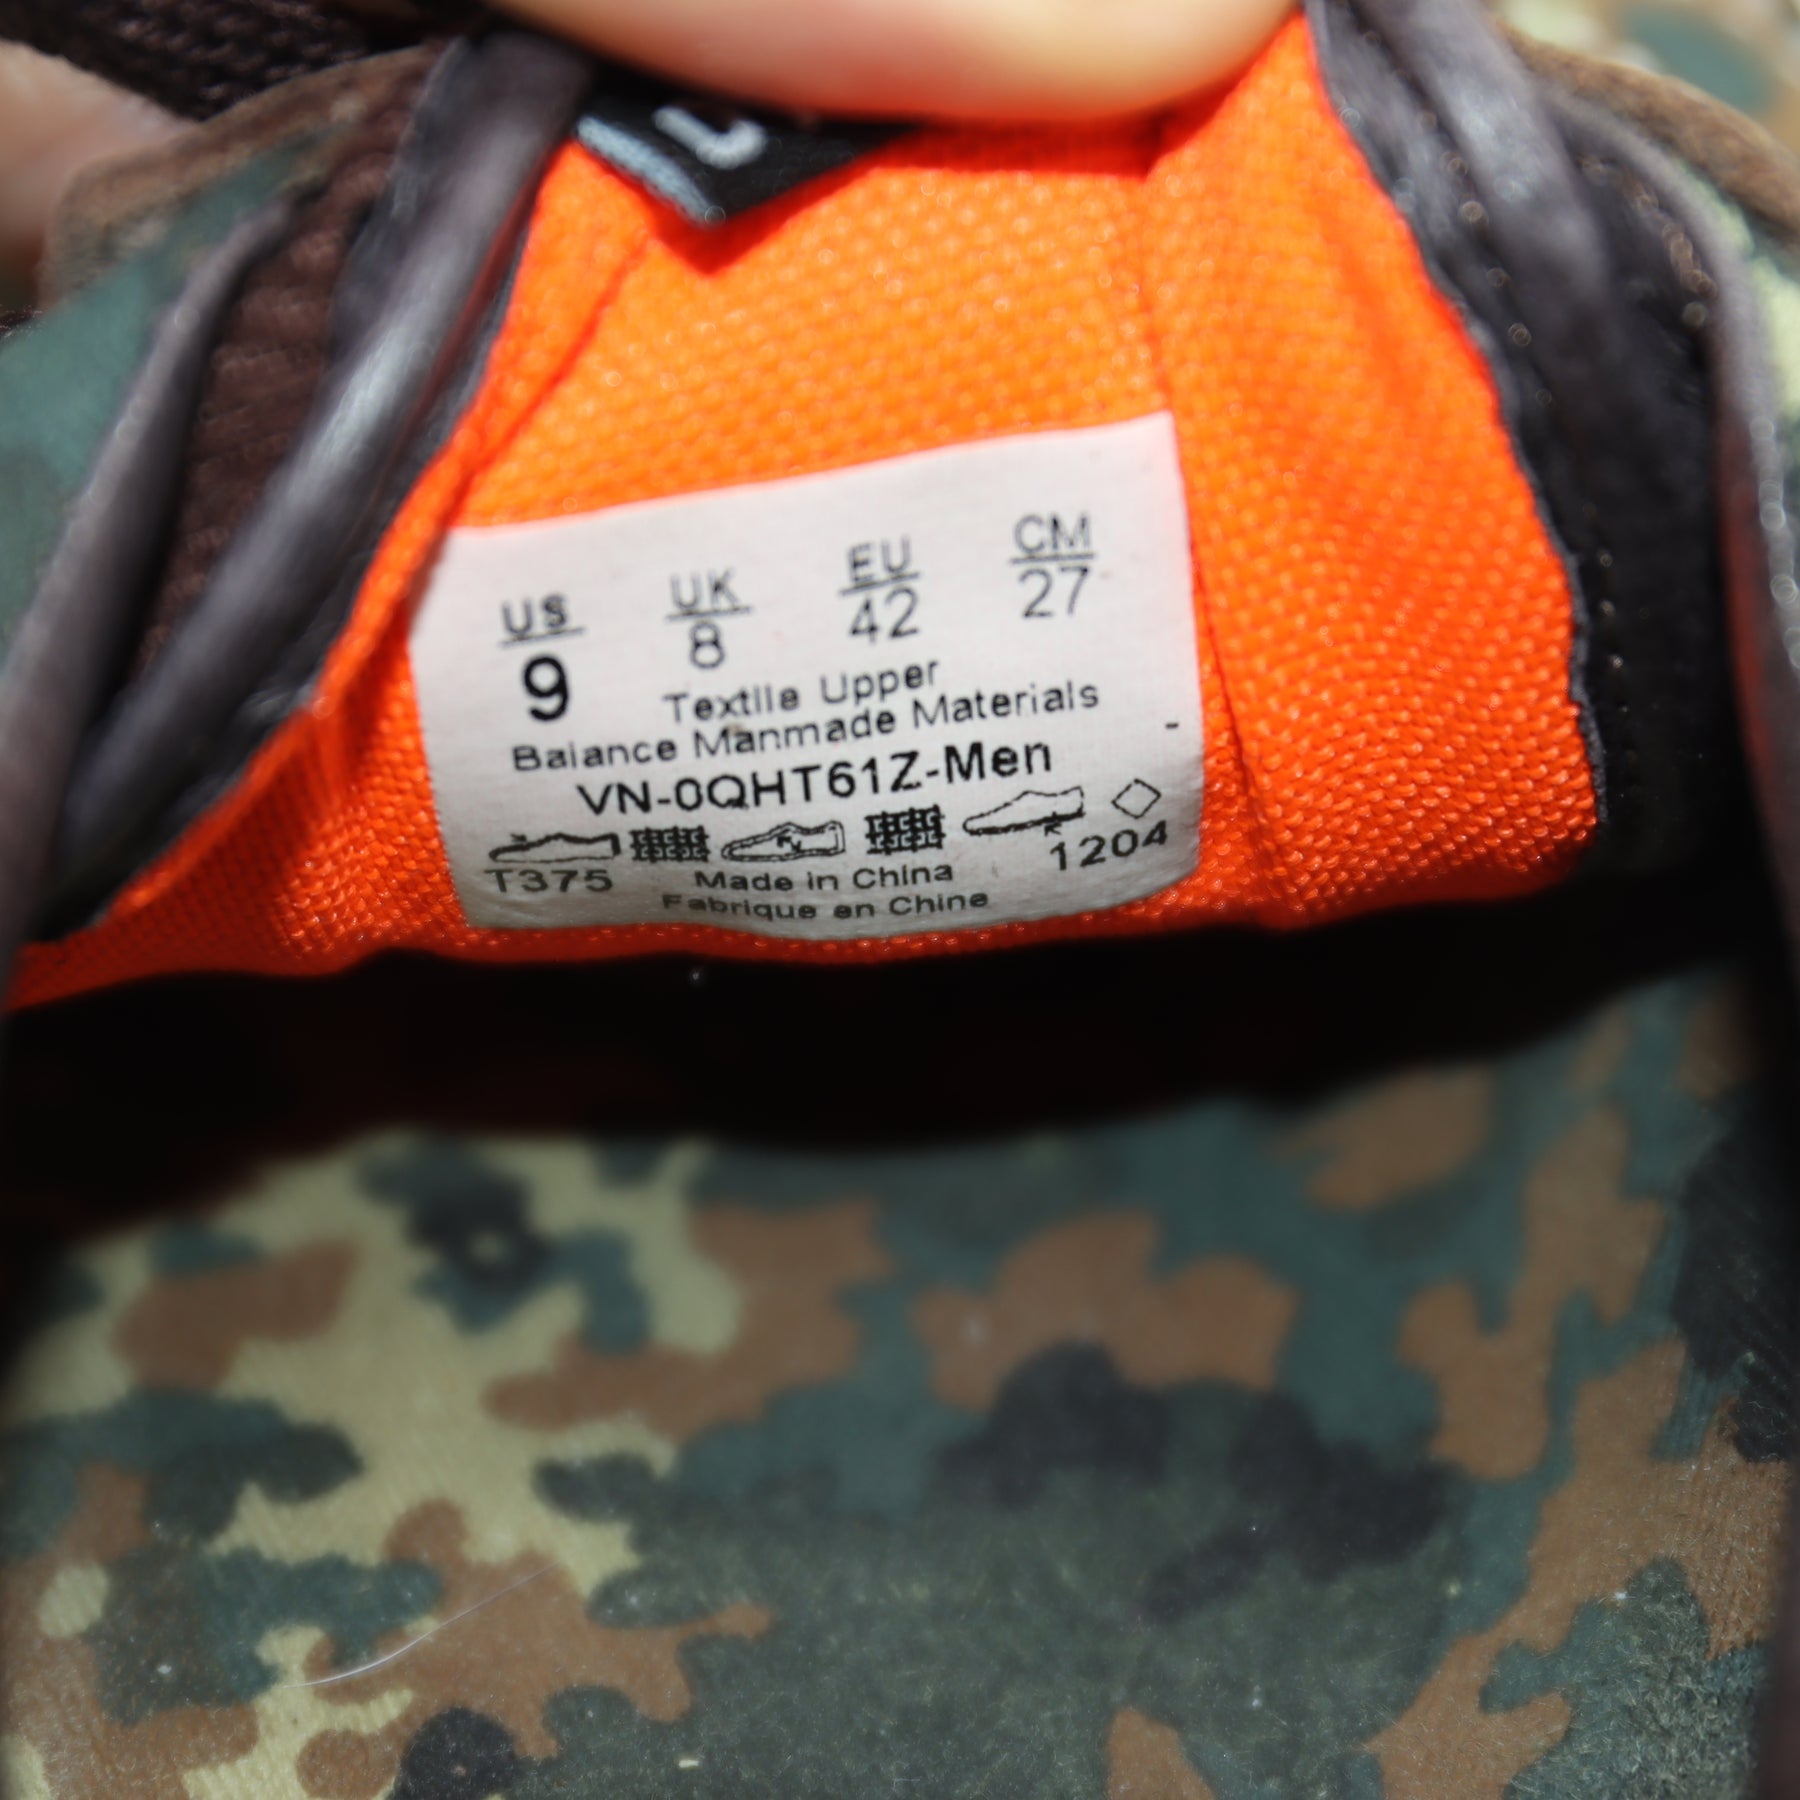 US UK EU CM
9 8 42 27
Textile Upper
Balance Manmade Materials
VN-0QHT61Z-Men
T375 1204
Made in China
Fabrique en Chine